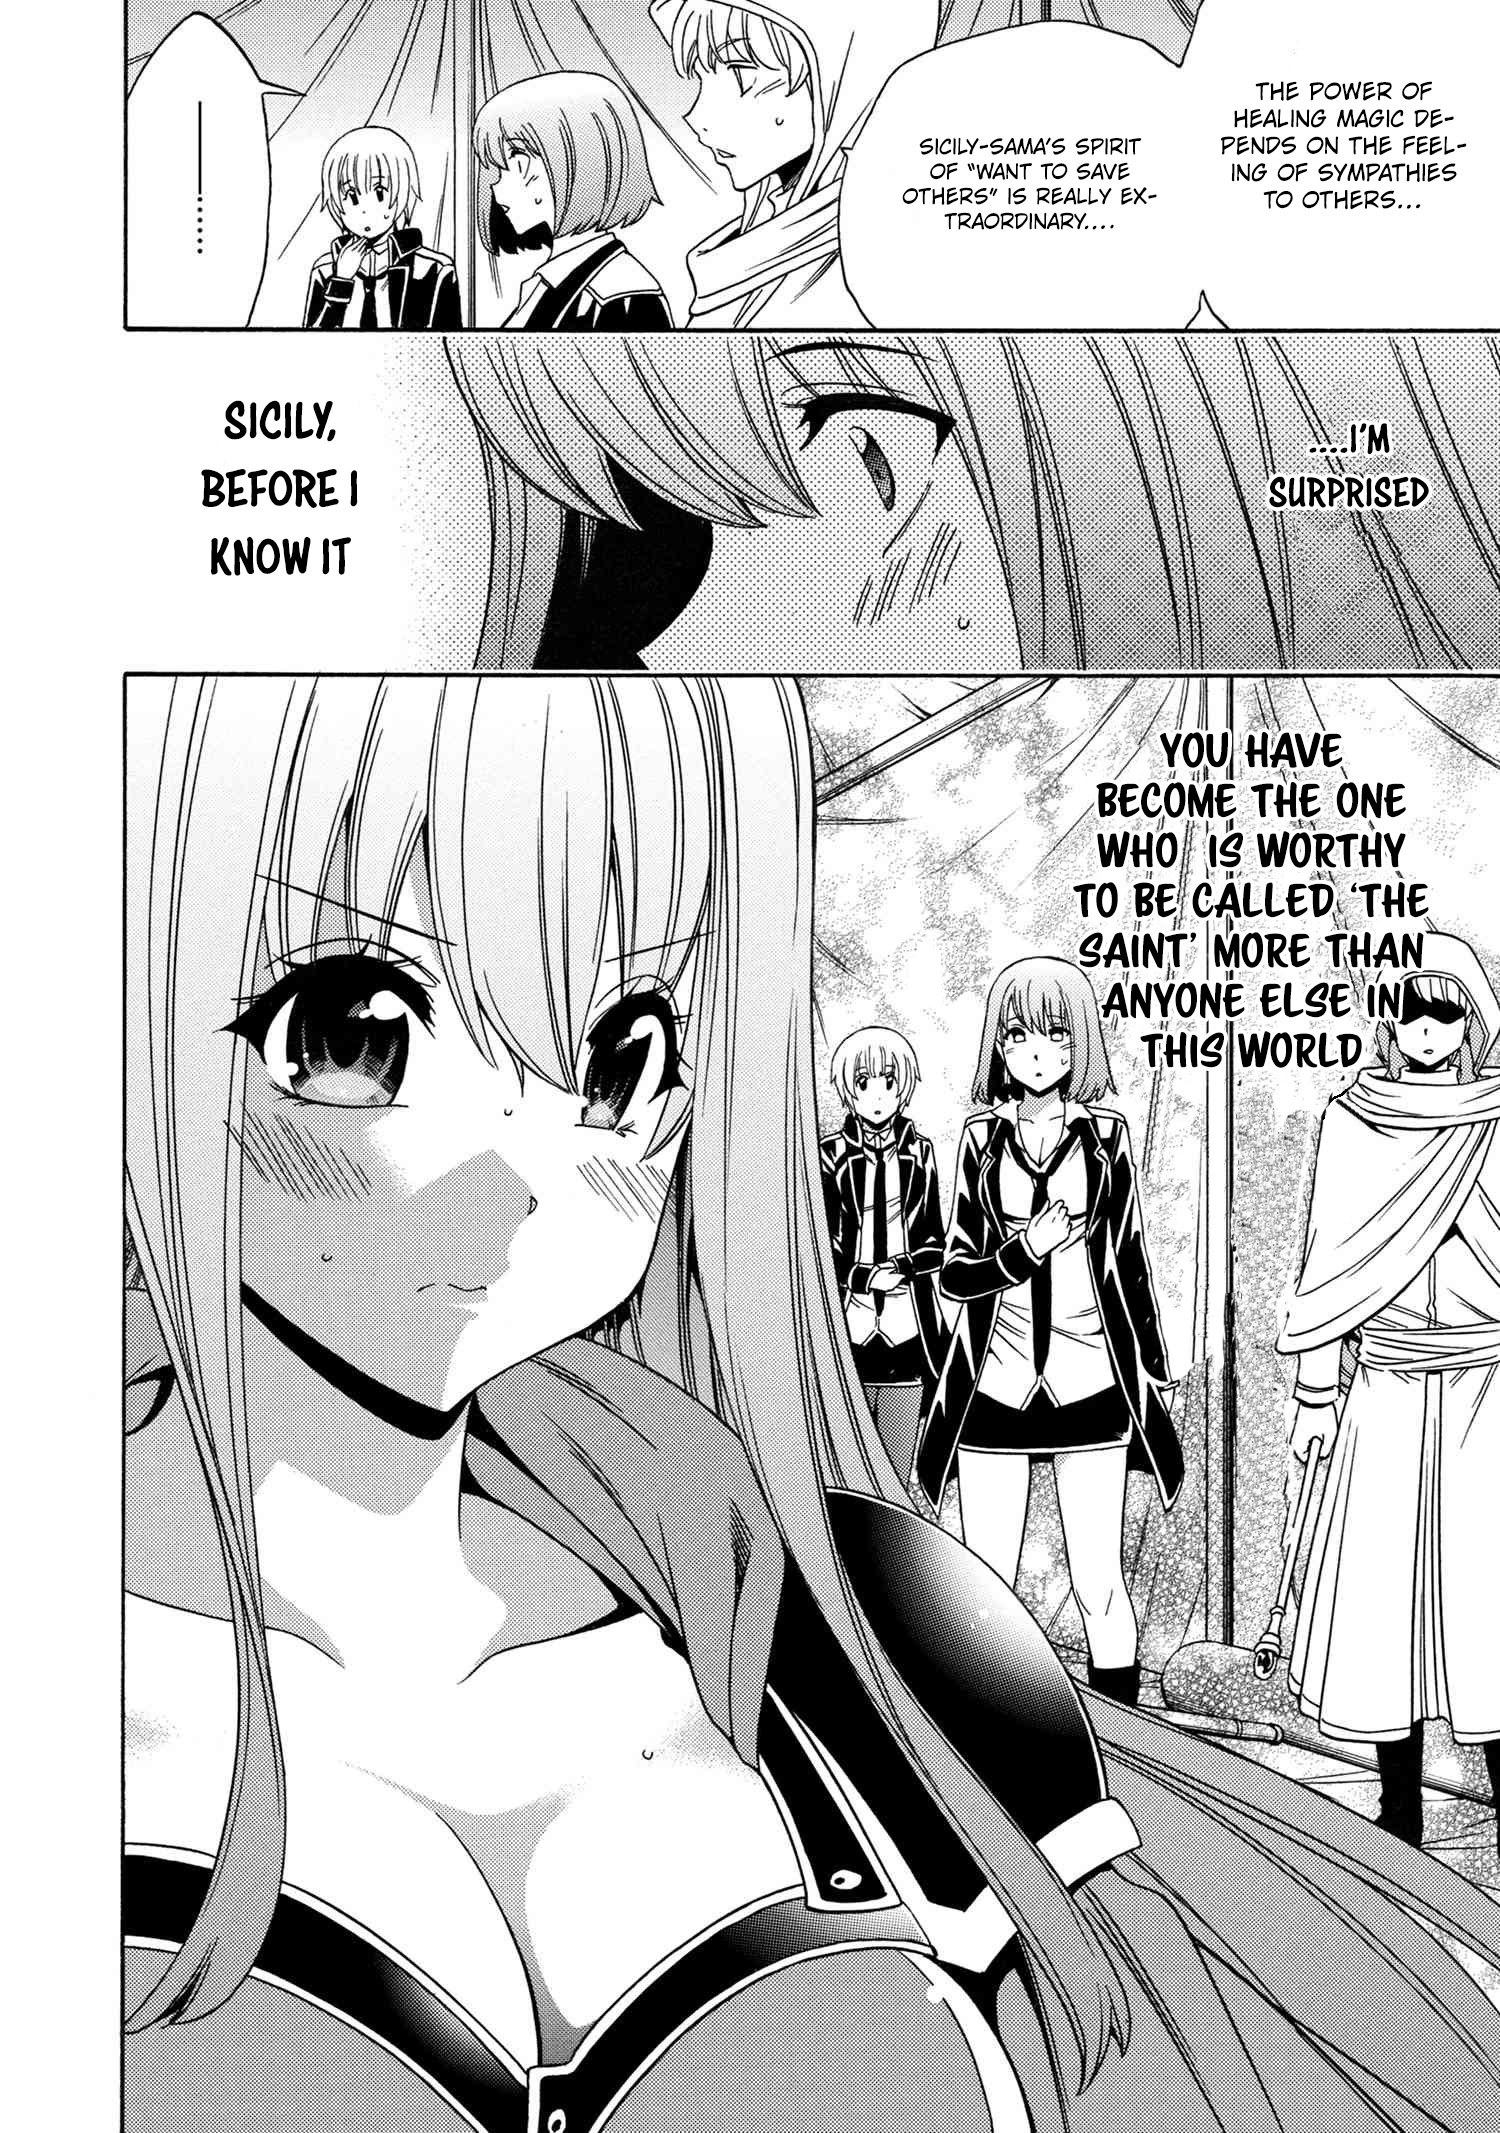 THE POWER OF
HEALING MAGIC DE-
PENDS ON THE FEEL-
ING OF SYMPATHIES
TO OTHERS...
SICILY-SAMA'S SPIRIT
OF "WANT TO SAVE
OTHERS" IS REALLY EX-
TRAORDINARY....
....I'M
SURPRISED
SICILY,
BEFORE I
KNOW IT
YOU HAVE
BECOME THE ONE
WHO IS WORTHY
TO BE CALLED 'THE
SAINT' MORE THAN
ANYONE ELSE IN
THIS WORLD